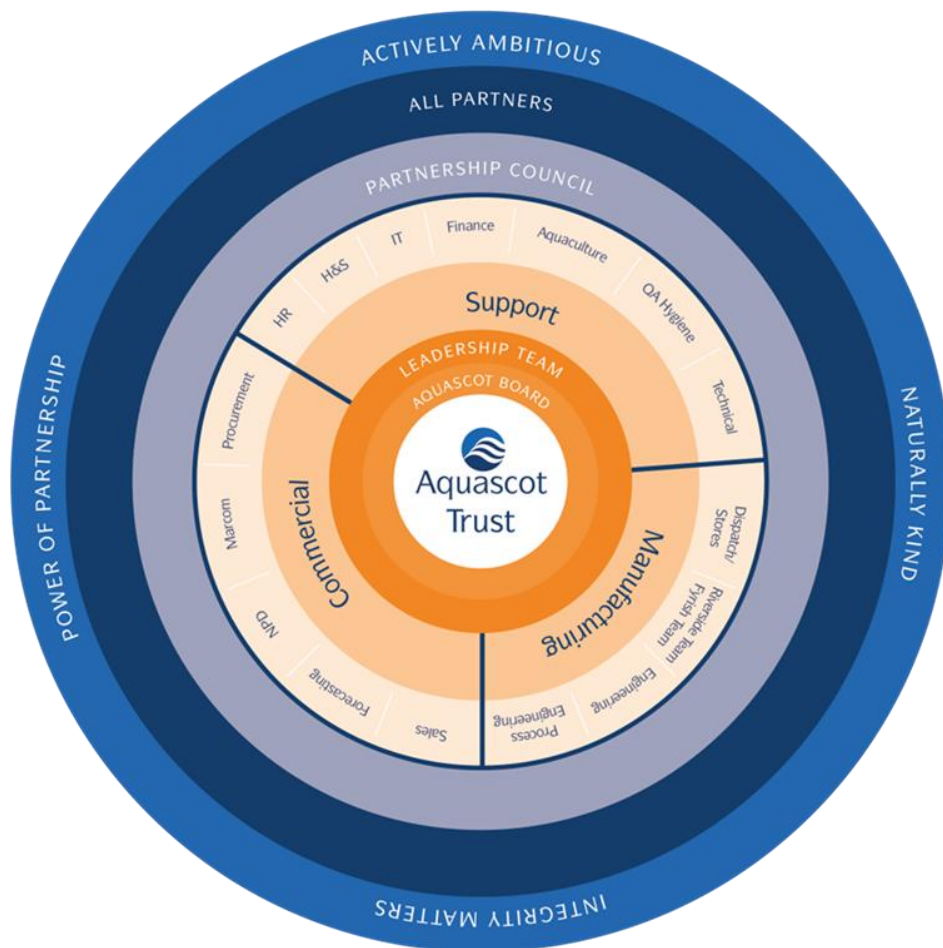 ACTIVELY AMBITIOUS
NATURALLY KIND
INTEGRITY MATTERS
POWER OF PARTNERSHIP
ALL PARTNERS
PARTNERSHIP COUNCIL
HR
H&S
IT
Finance
Aquaculture
QA Hygiene
Technical
Dispatch/
Stores
Riverside Team
Fyrish Team
Engineering
Process
Engineering
Sales
Forecasting
NPD
Marcom
Procurement
Support
Manufacturing
Commercial
LEADERSHIP TEAM
AQUASCOT BOARD
Aquascot
Trust